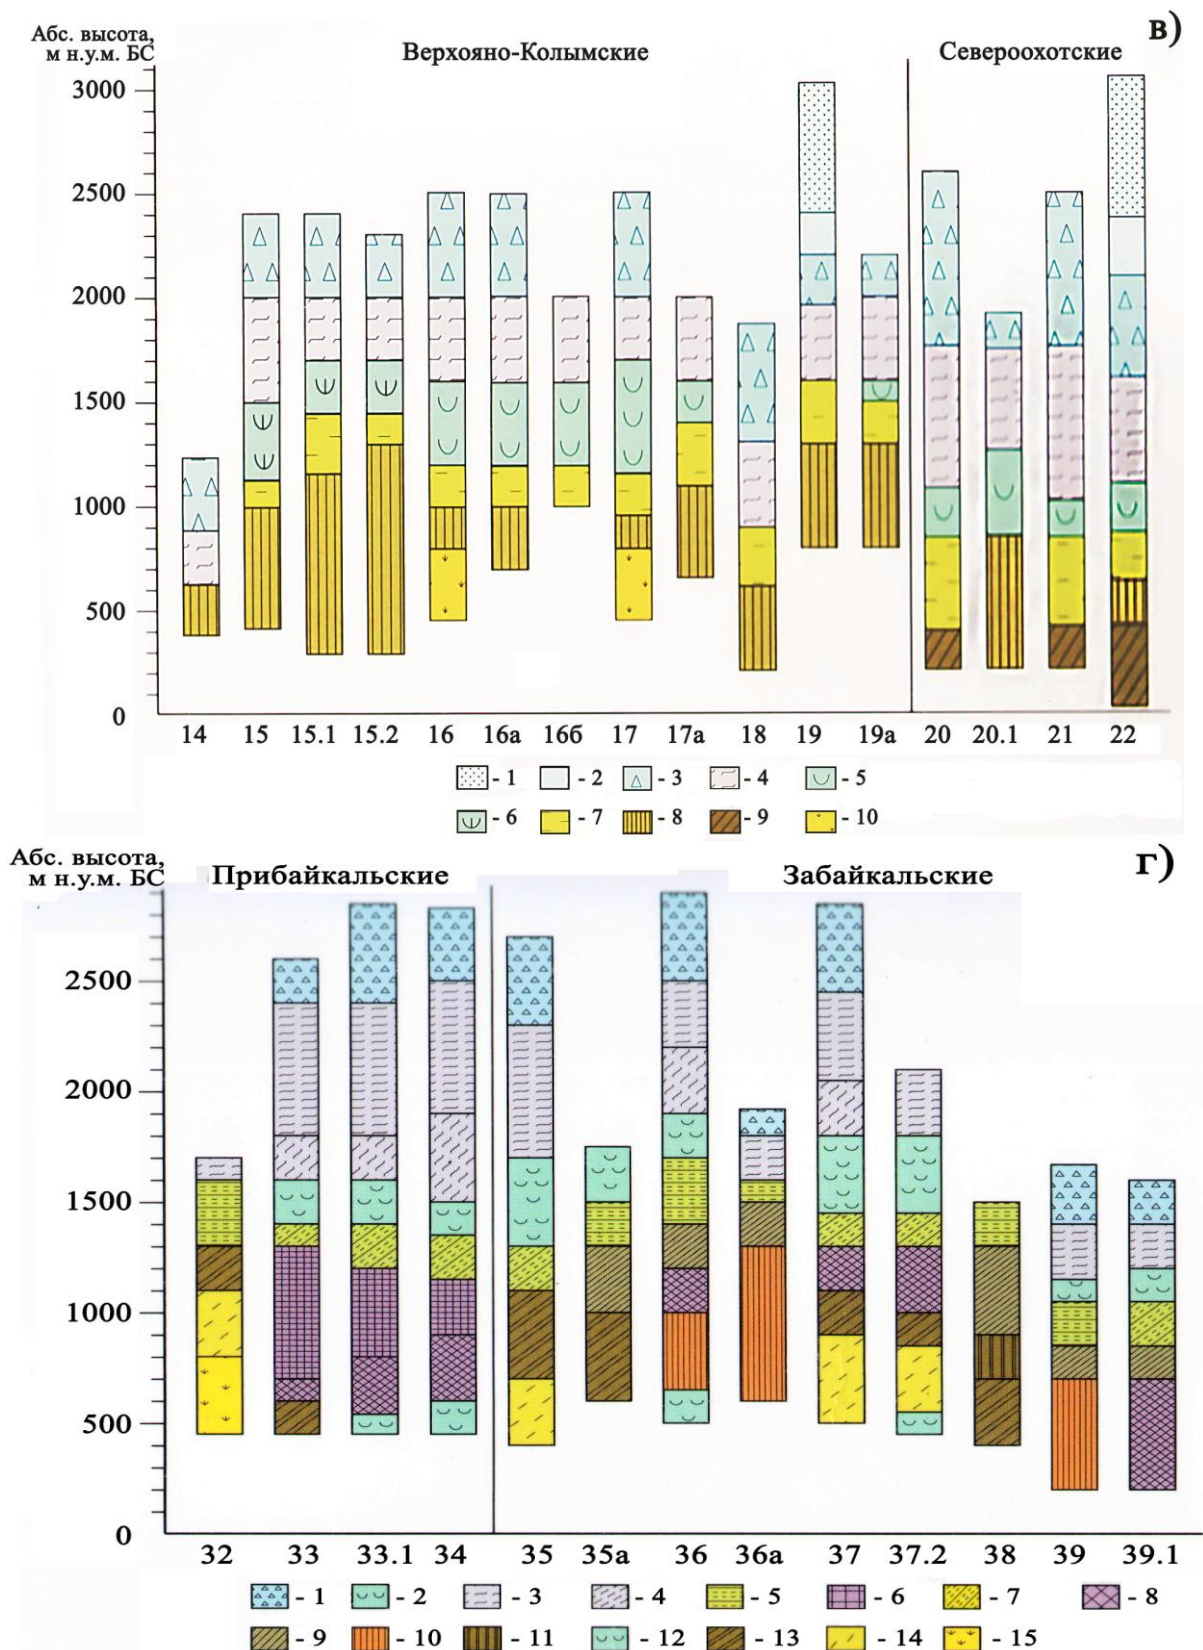 в)
Абс. высота,
м н.у.м. БС
Верхояно-Колымские
Североохотские
3000
2500
2000
1500
1000
500
0
14 15 15.1 15.2 16 16а 16б 17 17а 18 19 19а 20 20.1 21 22
- 1 - 2 - 3 - 4 - 5
- 6 - 7 - 8 - 9 - 10
Абс. высота,
м н.у.м. БС
Прибайкальские
Забайкальские
г)
2500
2000
1500
1000
500
0
32 33 33.1 34 35 35а 36 36а 37 37.2 38 39 39.1
- 1 - 2 - 3 - 4 - 5 - 6 - 7 - 8
- 9 - 10 - 11 - 12 - 13 - 14 - 15